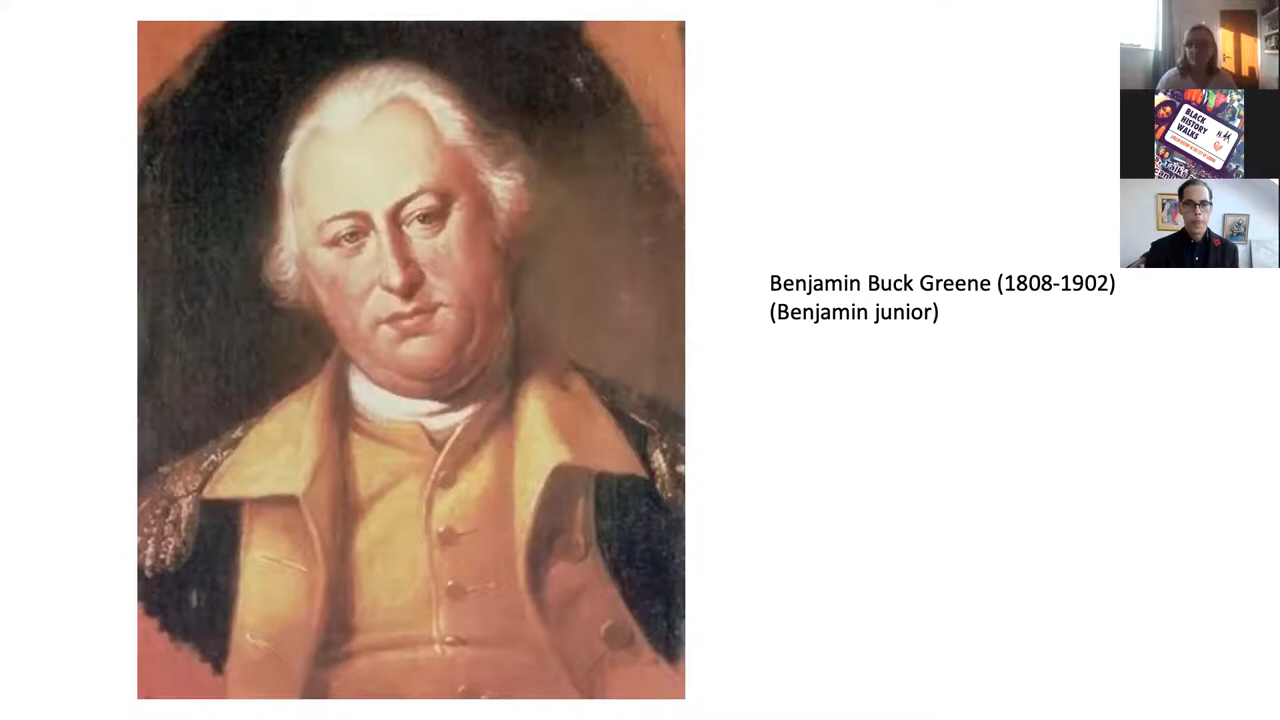 Benjamin Buck Greene (1808-1902)
(Benjamin junior)
BLACK
HISTORY
WALKS